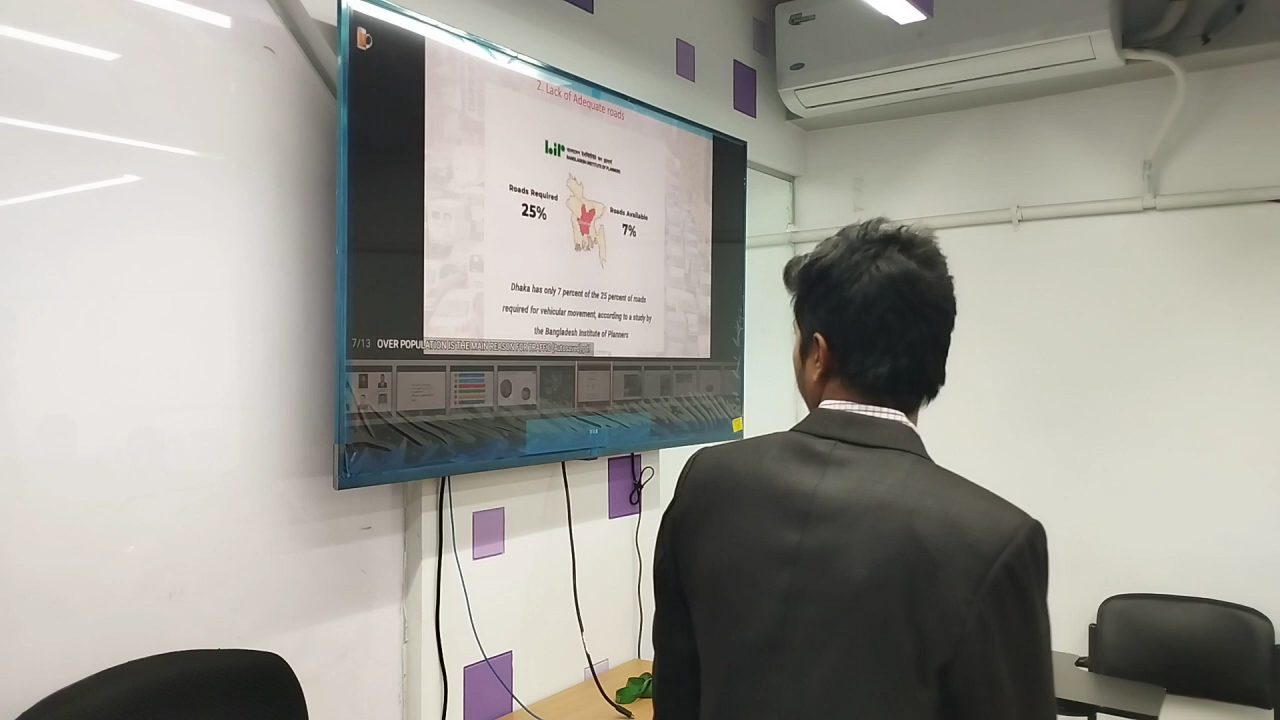 2. Lack of Adequate roads
bip
BANGLADESH INSTITUTE OF PLANNERS
Roads Required
25%
Roads Available
7%
Dhaka has only 7 percent of the 25 percent of roads
required for vehicular movement, according to a study by
the Bangladesh Institute of Planners
7/13 OVER POPULATION IS THE MAIN REASON FOR TRAFFIC